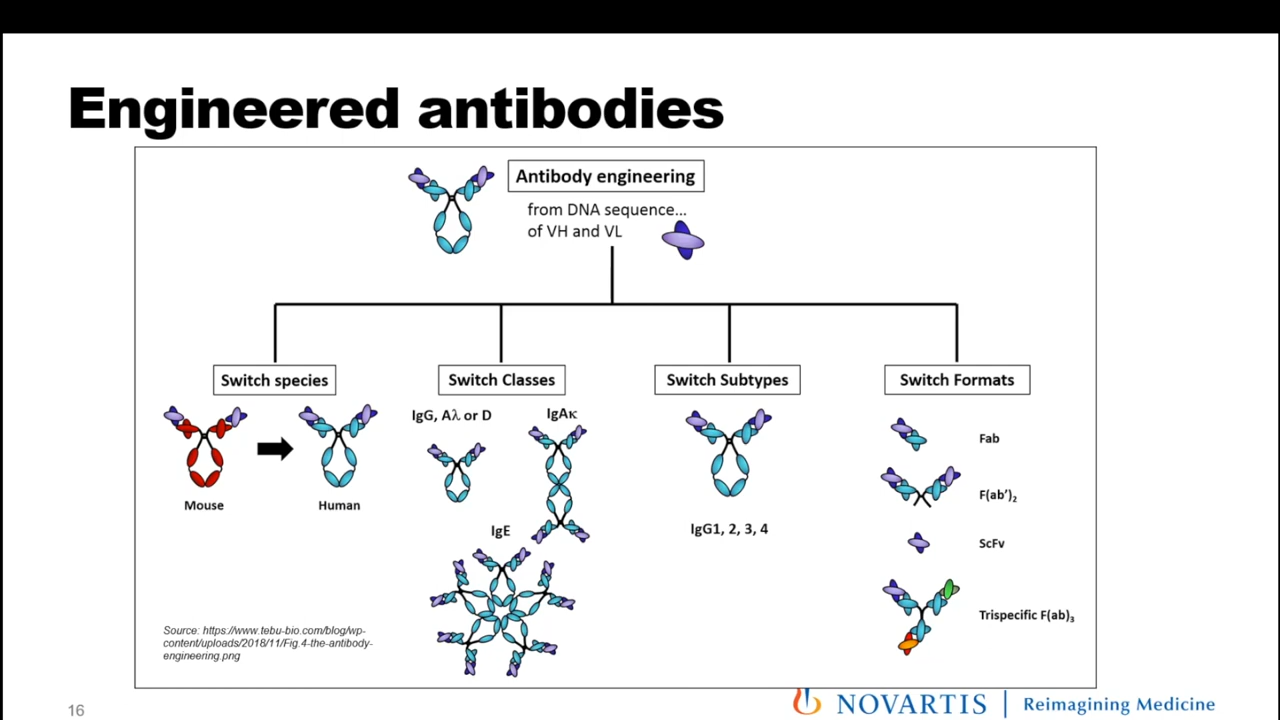 Engineered antibodies
Antibody engineering
from DNA sequence...
of VH and VL
Switch species
Switch Classes
Switch Subtypes
Switch Formats
Mouse
Human
IgG, Aλ or D
IgAκ
IgE
IgG1, 2, 3, 4
Fab
F(ab')₂
ScFv
Trispecific F(ab)₃
Source: https://www.tebu-bio.com/blog/wp-
content/uploads/2018/11/Fig.4-the-antibody-
engineering.png
16
NOVARTIS | Reimagining Medicine